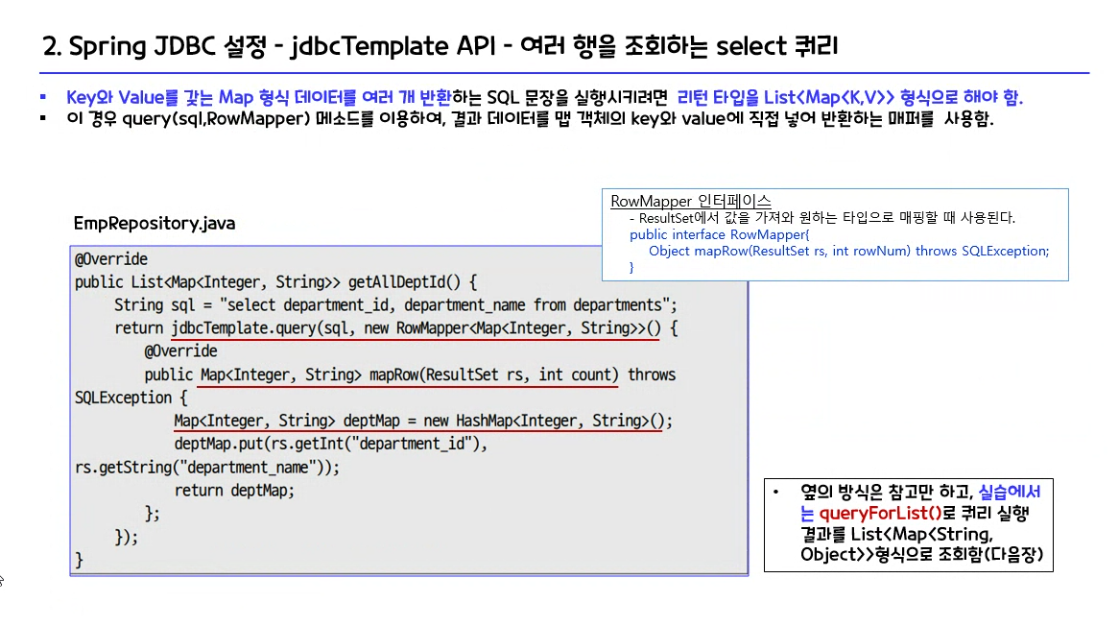 2. Spring JDBC 설정 - jdbcTemplate API - 여러 행을 조회하는 select 쿼리
▪ Key와 Value를 갖는 Map 형식 데이터를 여러 개 반환하는 SQL 문장을 실행시키려면 리턴 타입을 List<Map<K,V>> 형식으로 해야 함.
▪ 이 경우 query(sql,RowMapper) 메소드를 이용하여, 결과 데이터를 맵 객체의 key와 value에 직접 넣어 반환하는 매퍼를 사용함.
RowMapper 인터페이스
- ResultSet에서 값을 가져와 원하는 타입으로 매핑할 때 사용된다.
public interface RowMapper{
Object mapRow(ResultSet rs, int rowNum) throws SQLException;
}
EmpRepository.java
@Override
public List<Map<Integer, String>> getAllDeptId() {
String sql = "select department_id, department_name from departments";
return jdbcTemplate.query(sql, new RowMapper<Map<Integer, String>>() {
@Override
public Map<Integer, String> mapRow(ResultSet rs, int count) throws
SQLException {
Map<Integer, String> deptMap = new HashMap<Integer, String>();
deptMap.put(rs.getInt("department_id"),
rs.getString("department_name"));
return deptMap;
};
});
}
• 옆의 방식은 참고만 하고, 실습에서
는 queryForList()로 쿼리 실행
결과를 List<Map<String,
Object>>형식으로 조회함(다음장)